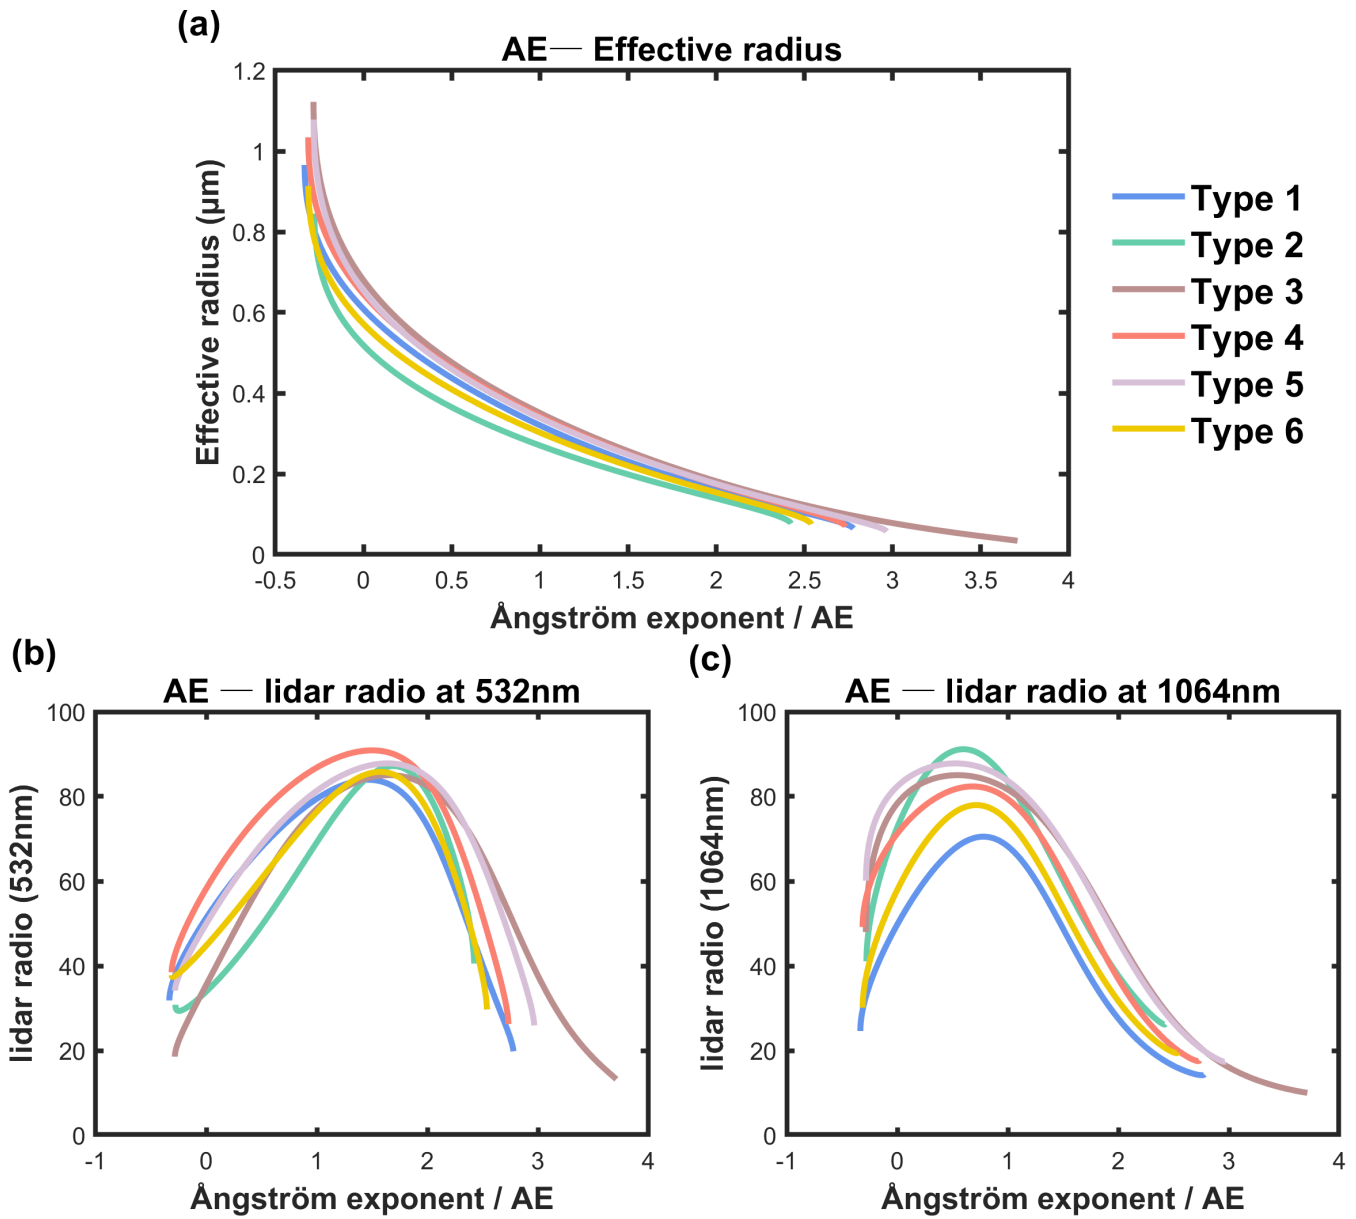 (a)
AE— Effective radius
1.2
1
0.8
0.6
0.4
0.2
0
Effective radius (μm)
-0.5 0 0.5 1 1.5 2 2.5 3 3.5 4
Ångström exponent / AE
Type 1
Type 2
Type 3
Type 4
Type 5
Type 6
(b)
AE — lidar radio at 532nm
100
80
60
40
20
0
lidar radio (532nm)
-1 0 1 2 3 4
Ångström exponent / AE
(c)
AE — lidar radio at 1064nm
100
80
60
40
20
0
lidar radio (1064nm)
-1 0 1 2 3 4
Ångström exponent / AE